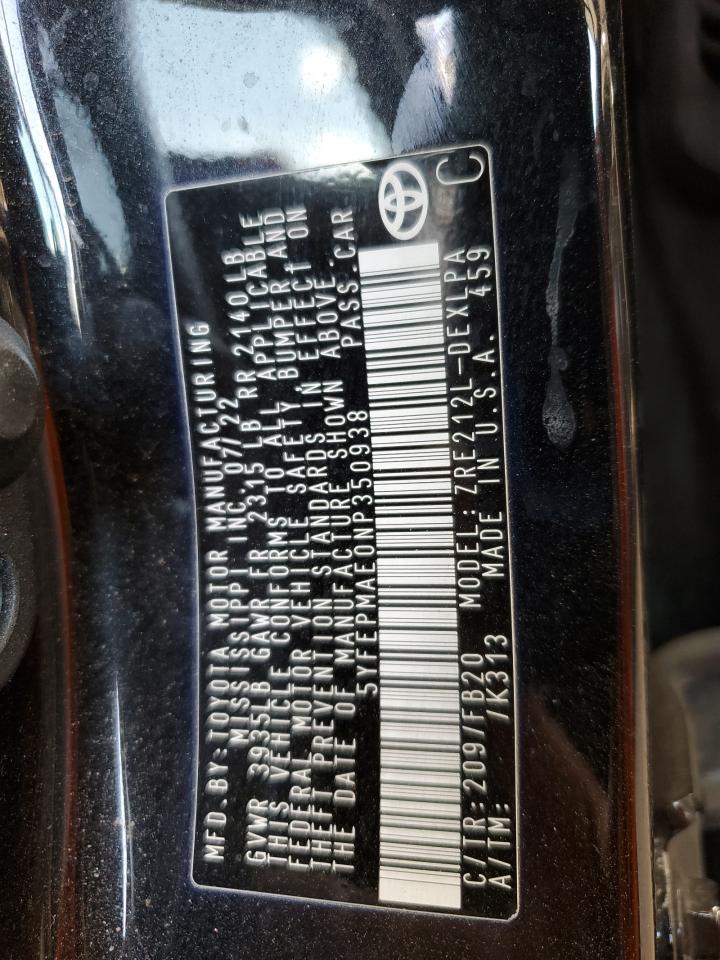 MFD.BY:TOYOTA MOTOR MANUFACTURING
MISSISSIPPI INC. 07/22
GVWR 3935LB GAWR FR 2315 LB RR 2140LB
THIS VEHICLE CONFORMS TO ALL APPLICABLE
FEDERAL MOTOR VEHICLE SAFETY BUMPER AND
THEFT PREVENTION STANDARDS IN EFFECT ON
THE DATE OF MANUFACTURE SHOWN ABOVE.
5YFEPMAE0NP350938 PASS.CAR
C/TR:209/FB20 MODEL:ZRE212L-DEXLPA
A/TM: /K313 MADE IN U.S.A. 459
C